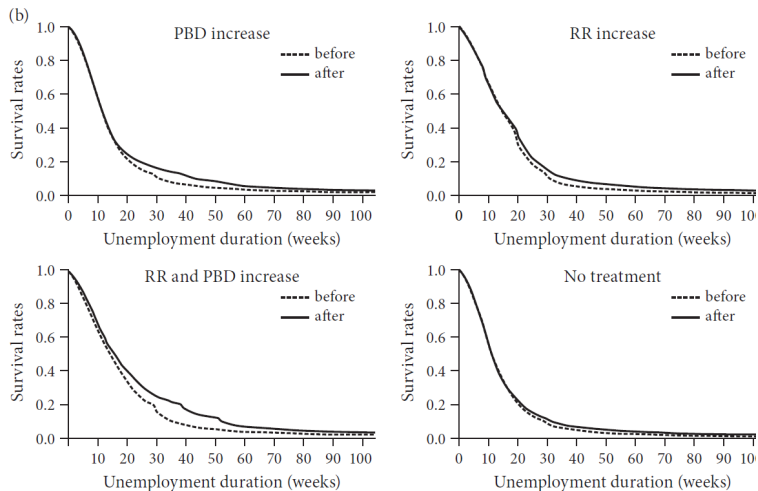 (b)
PBD increase
before
after
Survival rates
1.0
0.8
0.6
0.4
0.2
0.0
0 10 20 30 40 50 60 70 80 90 100
Unemployment duration (weeks)
RR increase
before
after
Survival rates
1.0
0.8
0.6
0.4
0.2
0.0
0 10 20 30 40 50 60 70 80 90 100
Unemployment duration (weeks)
RR and PBD increase
before
after
Survival rates
1.0
0.8
0.6
0.4
0.2
0.0
10 20 30 40 50 60 70 80 90 100
Unemployment duration (weeks)
No treatment
before
after
Survival rates
1.0
0.8
0.6
0.4
0.2
0.0
0 10 20 30 40 50 60 70 80 90 100
Unemployment duration (weeks)